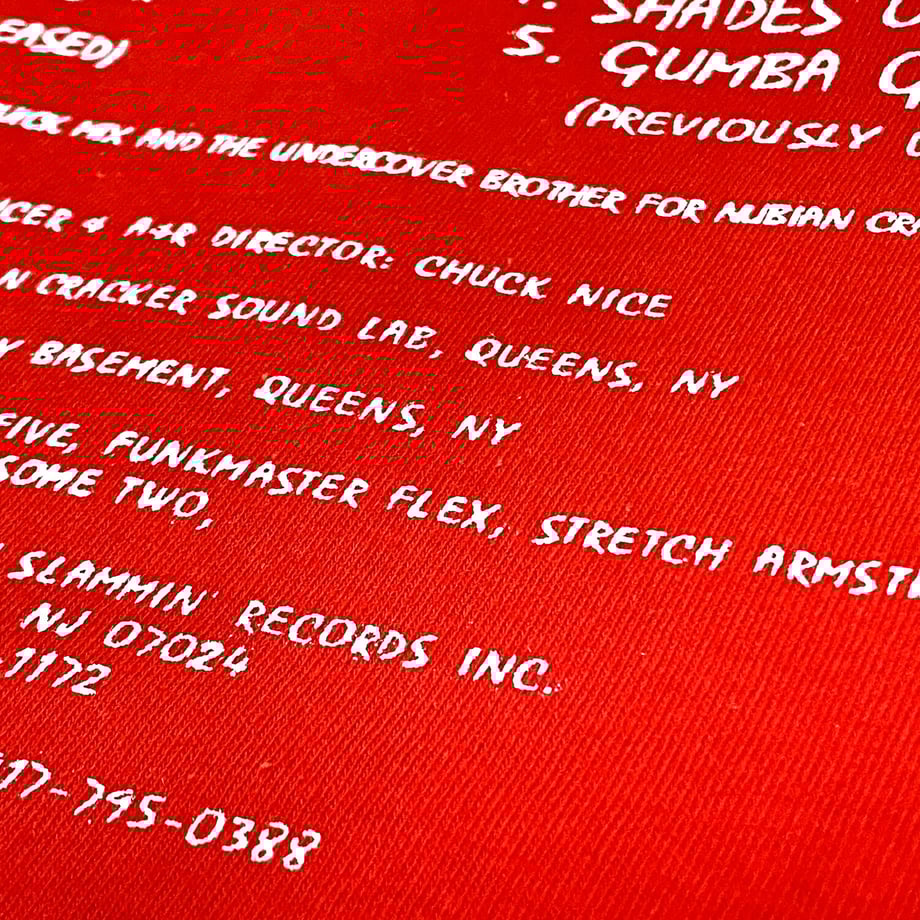 EASED)
4. SHADES
5. GUMBA
(PREVIOUSLY
MIX AND THE UNDERCOVER BROTHER FOR NUBIAN
CER & A&R DIRECTOR: CHUCK NICE
N CRACKER SOUND LAB, QUEENS, NY
Y BASEMENT, QUEENS, NY
FIVE, FUNKMASTER FLEX, STRETCH ARMST
SOME TWO,
SLAMMIN' RECORDS INC.
NJ 07024
.1172
17-795-0388